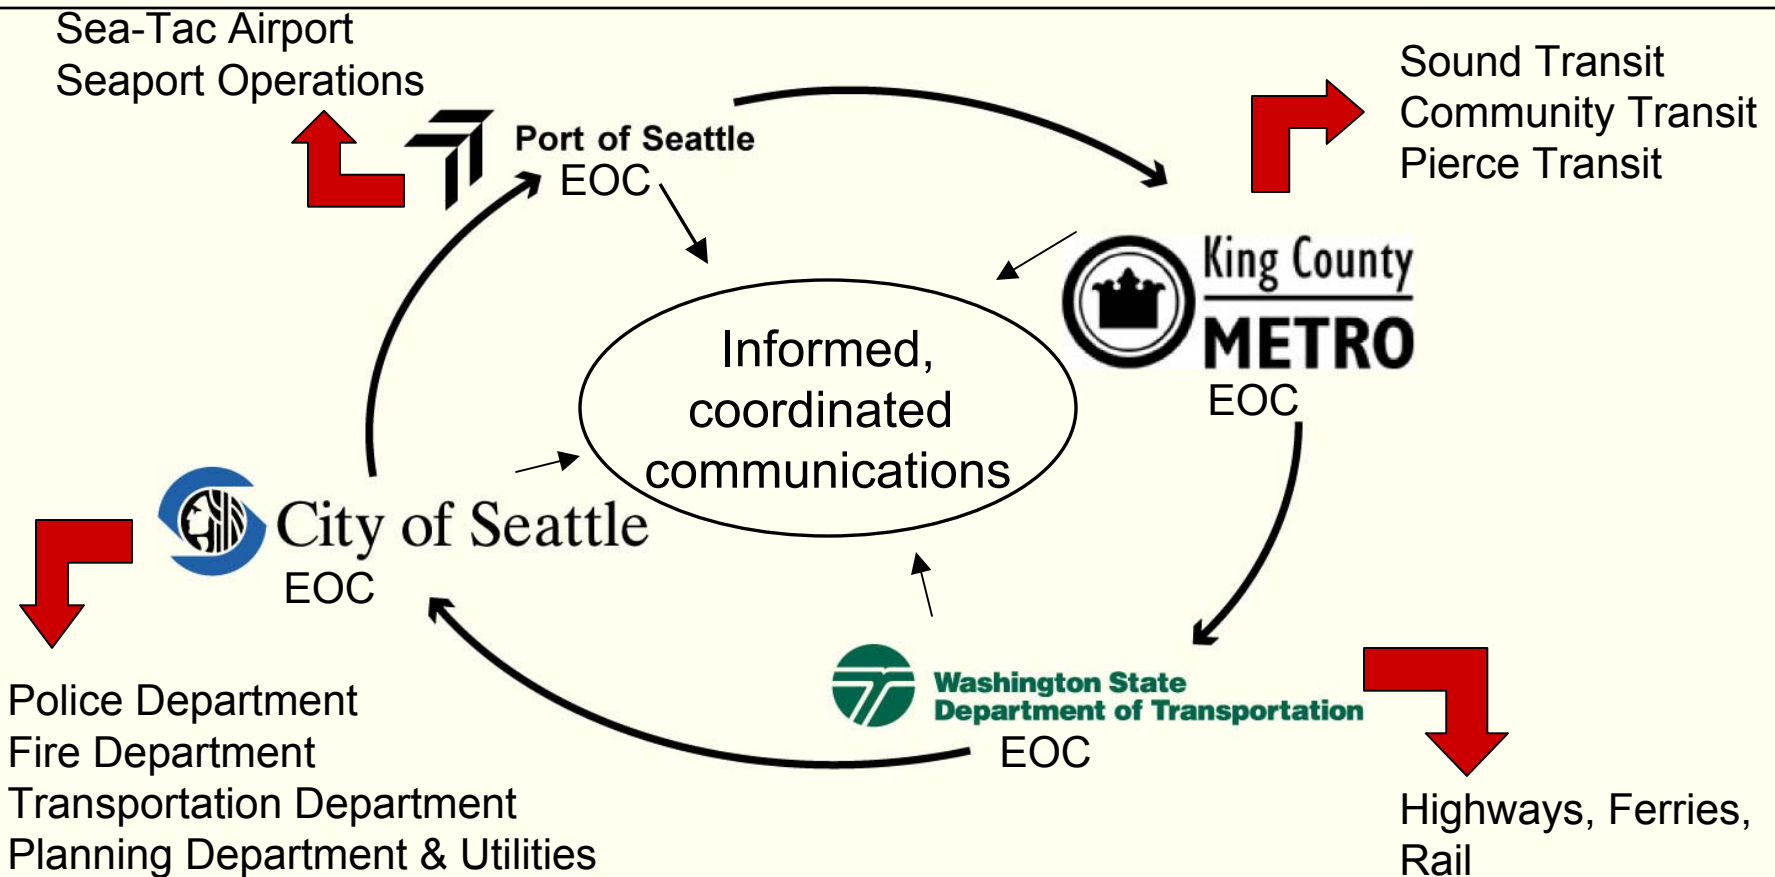 Sea-Tac Airport
Seaport Operations
Port of Seattle
EOC
Sound Transit
Community Transit
Pierce Transit
King County
METRO
EOC
Informed,
coordinated
communications
City of Seattle
EOC
Washington State
Department of Transportation
EOC
Police Department
Fire Department
Transportation Department
Planning Department & Utilities
Highways, Ferries,
Rail